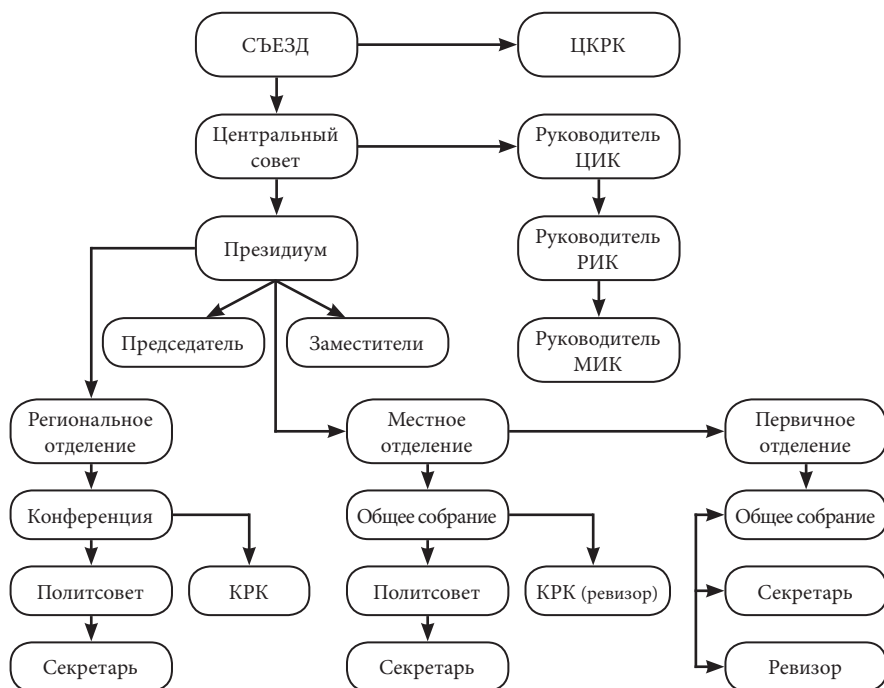 СЪЕЗД
ЦКРК
Центральный
совет
Руководитель
ЦИК
Президиум
Руководитель
РИК
Председатель
Заместители
Руководитель
МИК
Региональное
отделение
Местное
отделение
Первичное
отделение
Конференция
Общее собрание
Общее собрание
Политсовет
КРК
Политсовет
КРК (ревизор)
Секретарь
Секретарь
Секретарь
Ревизор